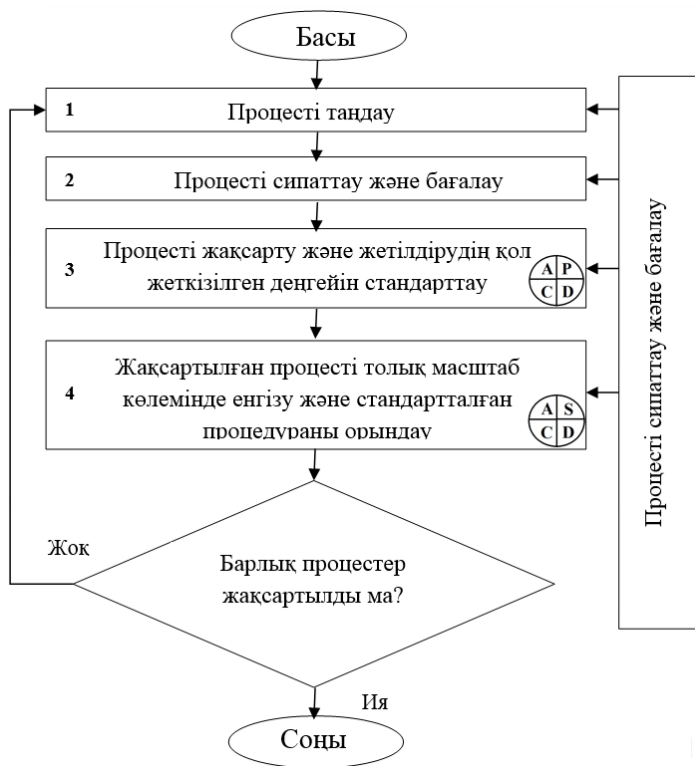 Басы
1 Процесті таңдау
2 Процесті сипаттау және бағалау
3 Процесті жақсарту және жетілдірудің қол
жеткізілген деңгейін стандарттау
A P
C D
4 Жақсартылған процесті толық масштаб
көлемінде енгізу және стандартталған
процедураны орындау
A S
C D
Процесті сипаттау және бағалау
Жоқ
Барлық процестер
жақсартылды ма?
Ия
Соңы